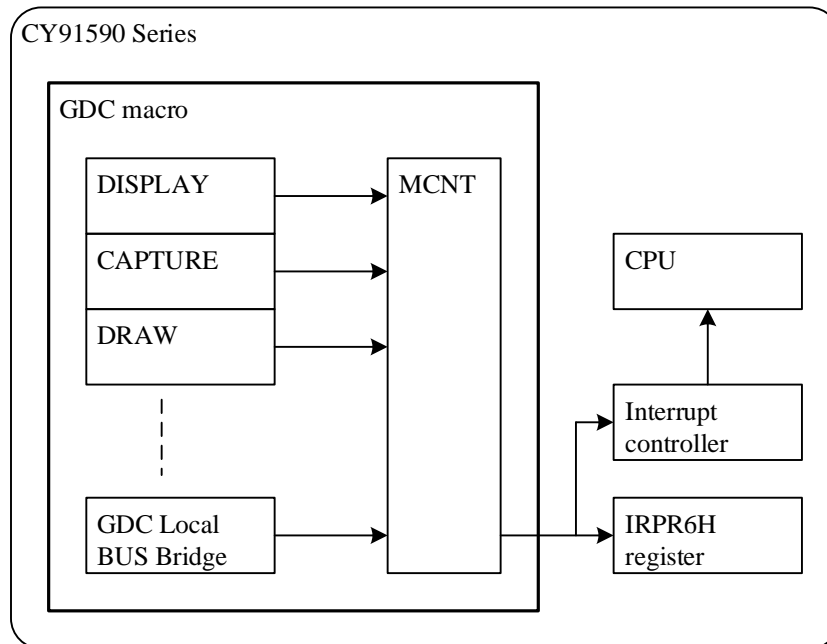 CY91590 Series
GDC macro
DISPLAY
MCNT
CAPTURE
CPU
DRAW
Interrupt
controller
GDC Local
BUS Bridge
IRPR6H
register